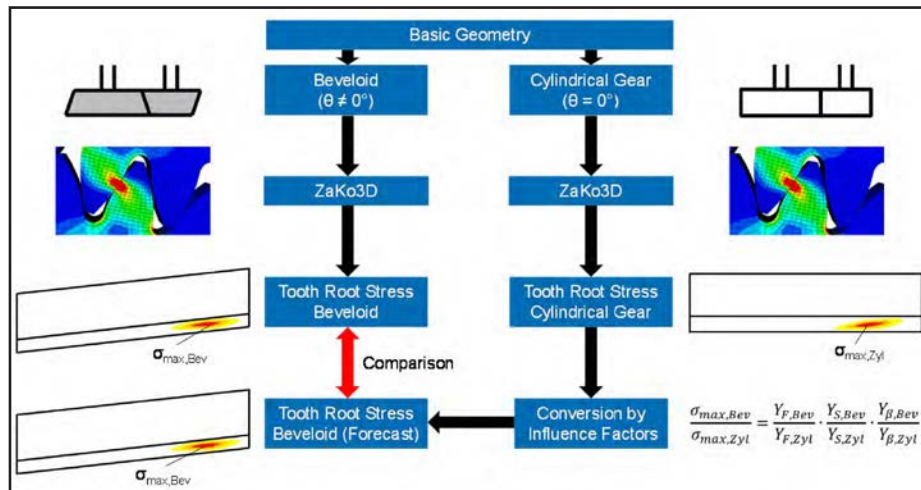 Basic Geometry
Beveloid
(θ ≠ 0°)
Cylindrical Gear
(θ = 0°)
ZaKo3D
ZaKo3D
Tooth Root Stress
Beveloid
Tooth Root Stress
Cylindrical Gear
σmax,Bev
σmax,Zyl
Comparison
Tooth Root Stress
Beveloid (Forecast)
Conversion by
Influence Factors
σmax,Bev / σmax,Zyl = YF,Bev / YF,Zyl · YS,Bev / YS,Zyl · Yβ,Bev / Yβ,Zyl
σmax,Bev